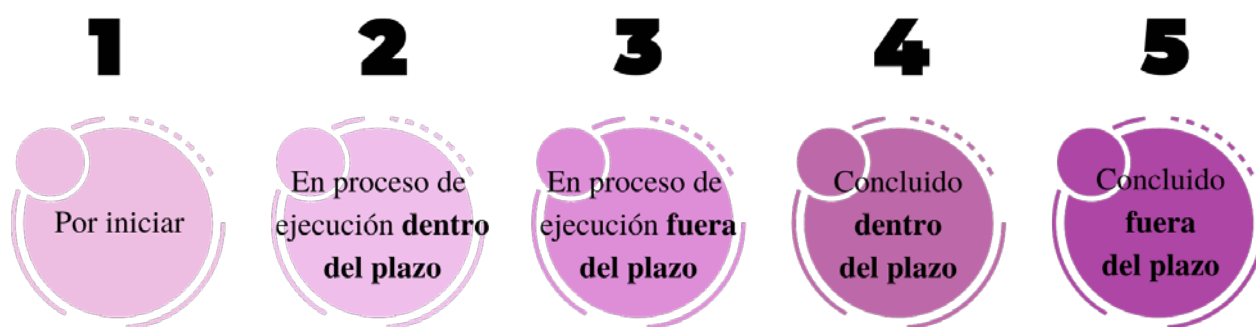 1
Por iniciar
2
En proceso de
ejecución dentro
del plazo
3
En proceso de
ejecución fuera
del plazo
4
Concluido
dentro
del plazo
5
Concluido
fuera
del plazo